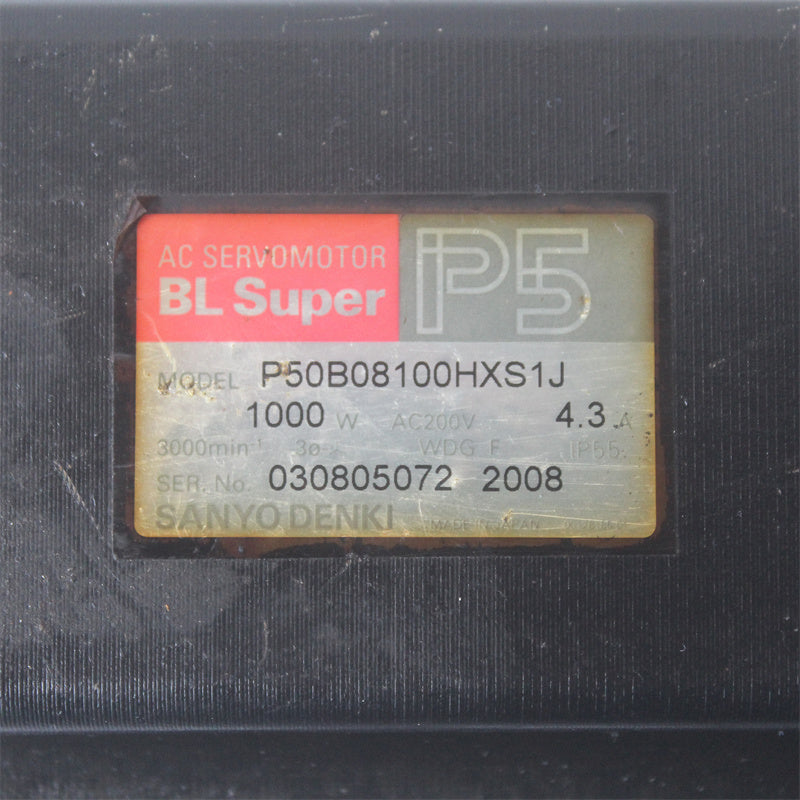 AC SERVOMOTOR
BL Super
P5
MODEL P50B08100HXS1J
1000 W AC200V 4.3 A
3000min⁻¹ 3ø WDG F IP55
SER. No. 030805072 2008
SANYO DENKI MADE IN JAPAN